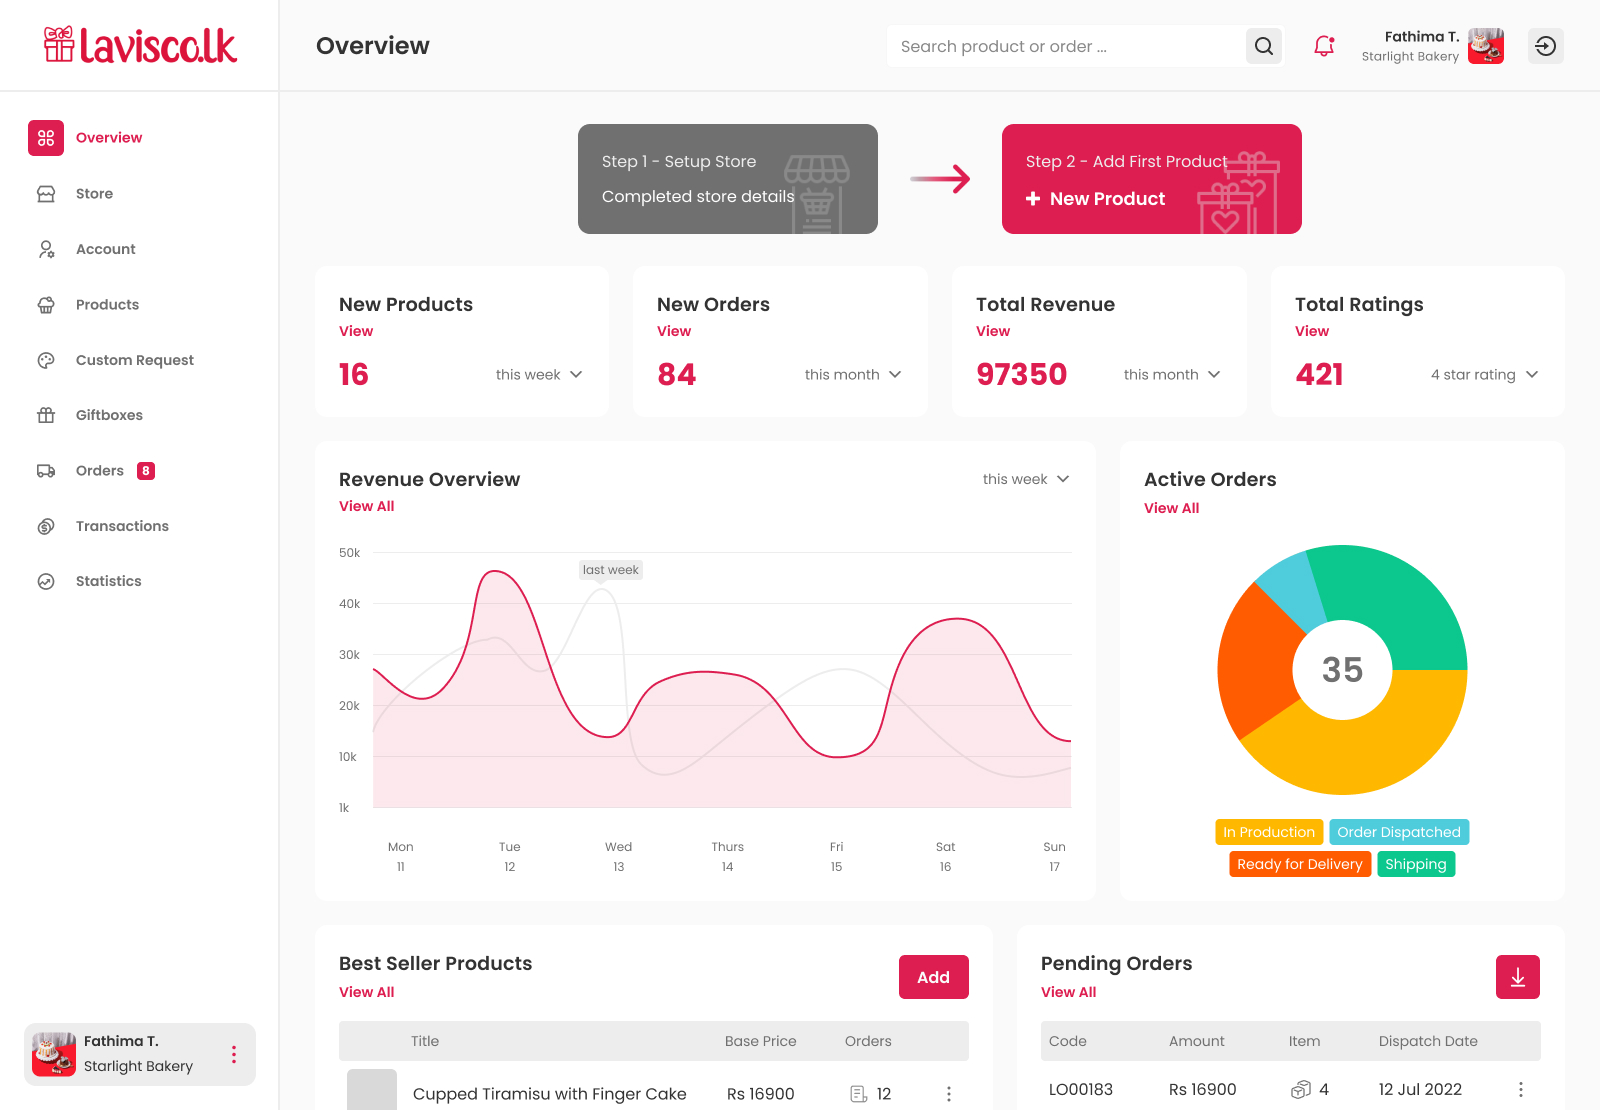 lavisco.lk
Overview
Search product or order ...
Fathima T.
Starlight Bakery
Overview
Store
Account
Products
Custom Request
Giftboxes
Orders 8
Transactions
Statistics
Fathima T.
Starlight Bakery
Step 1 - Setup Store
Completed store details
Step 2 - Add First Product
New Product
New Products
View
16 this week
New Orders
View
84 this month
Total Revenue
View
97350 this month
Total Ratings
View
421 4 star rating
Revenue Overview this week
View All
last week
50k
40k
30k
20k
10k
1k
Mon Tue Wed Thurs Fri Sat Sun
11 12 13 14 15 16 17
Active Orders
View All
35
In Production Order Dispatched
Ready for Delivery Shipping
Best Seller Products
View All
Add
Title Base Price Orders
Cupped Tiramisu with Finger Cake Rs 16900 12
Pending Orders
View All
Code Amount Item Dispatch Date
LO00183 Rs 16900 4 12 Jul 2022